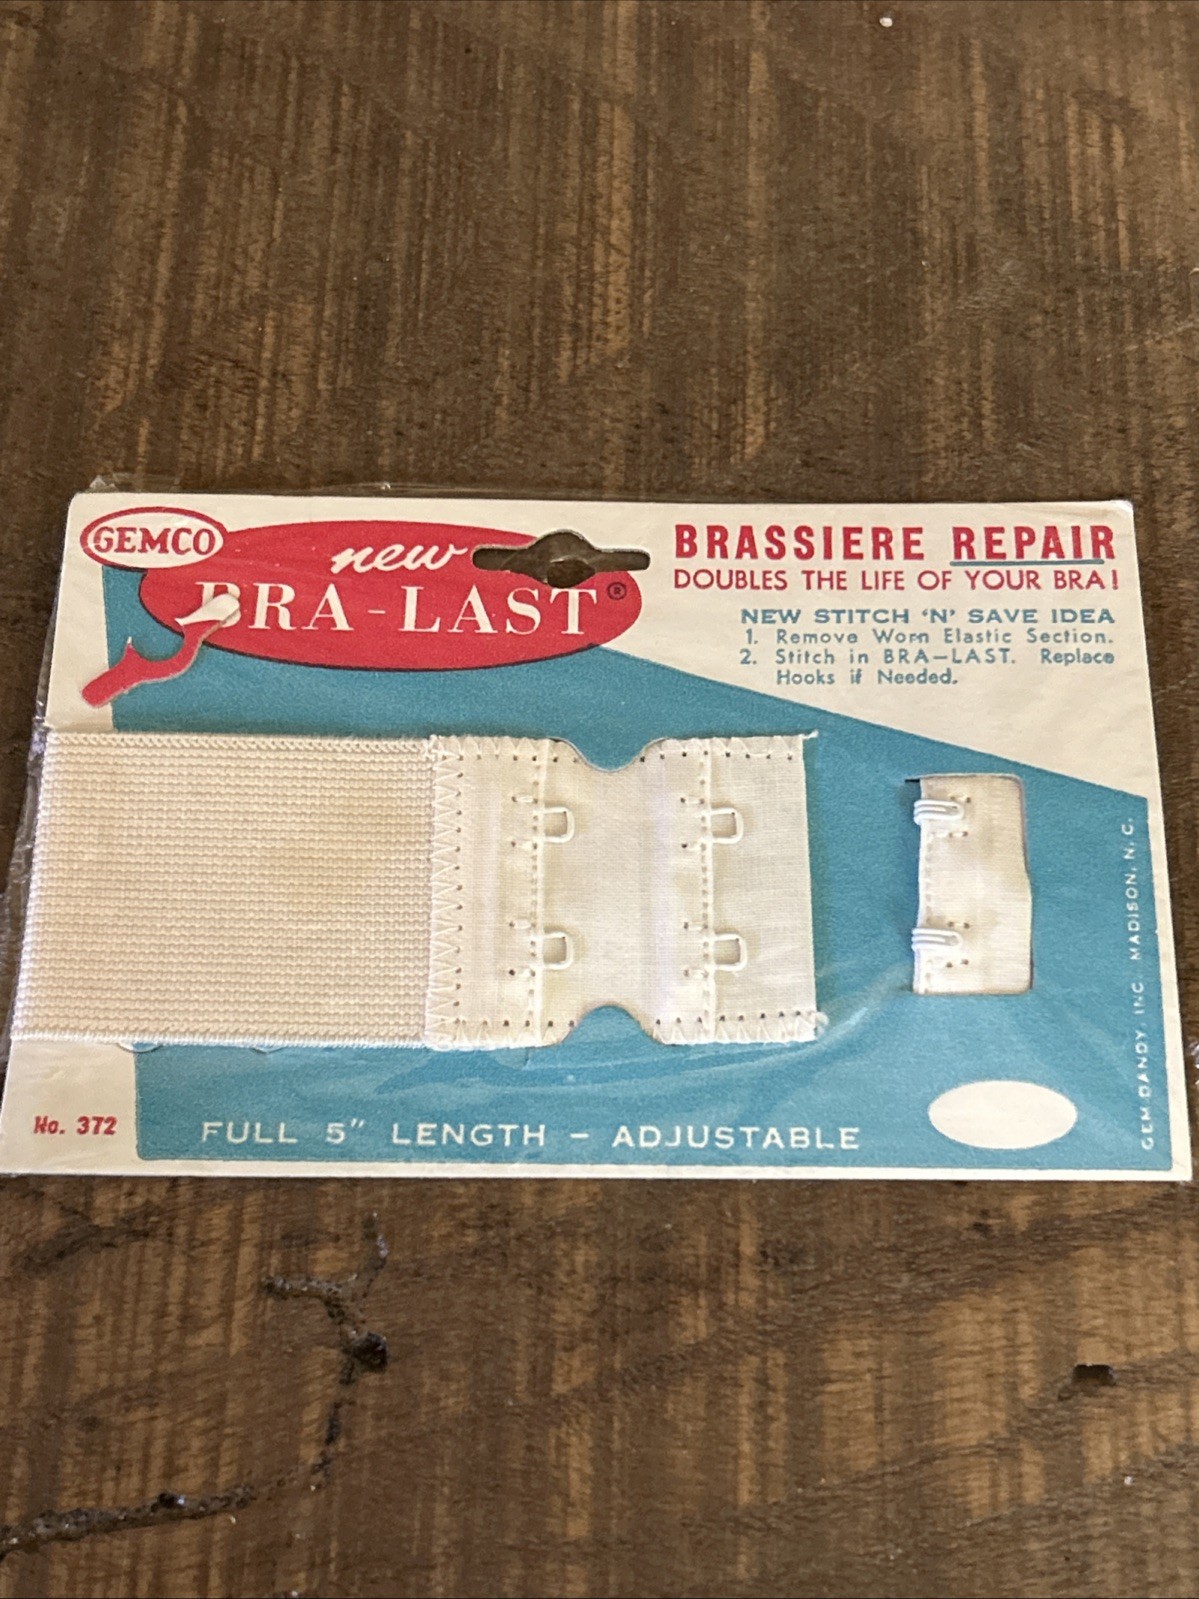 GEMCO
new
BRA-LAST®
BRASSIERE REPAIR
DOUBLES THE LIFE OF YOUR BRA!
NEW STITCH 'N' SAVE IDEA
1. Remove Worn Elastic Section.
2. Stitch in BRA-LAST. Replace
Hooks if Needed.
No. 372
FULL 5" LENGTH - ADJUSTABLE
GEM DANDY INC. MADISON, N. C.